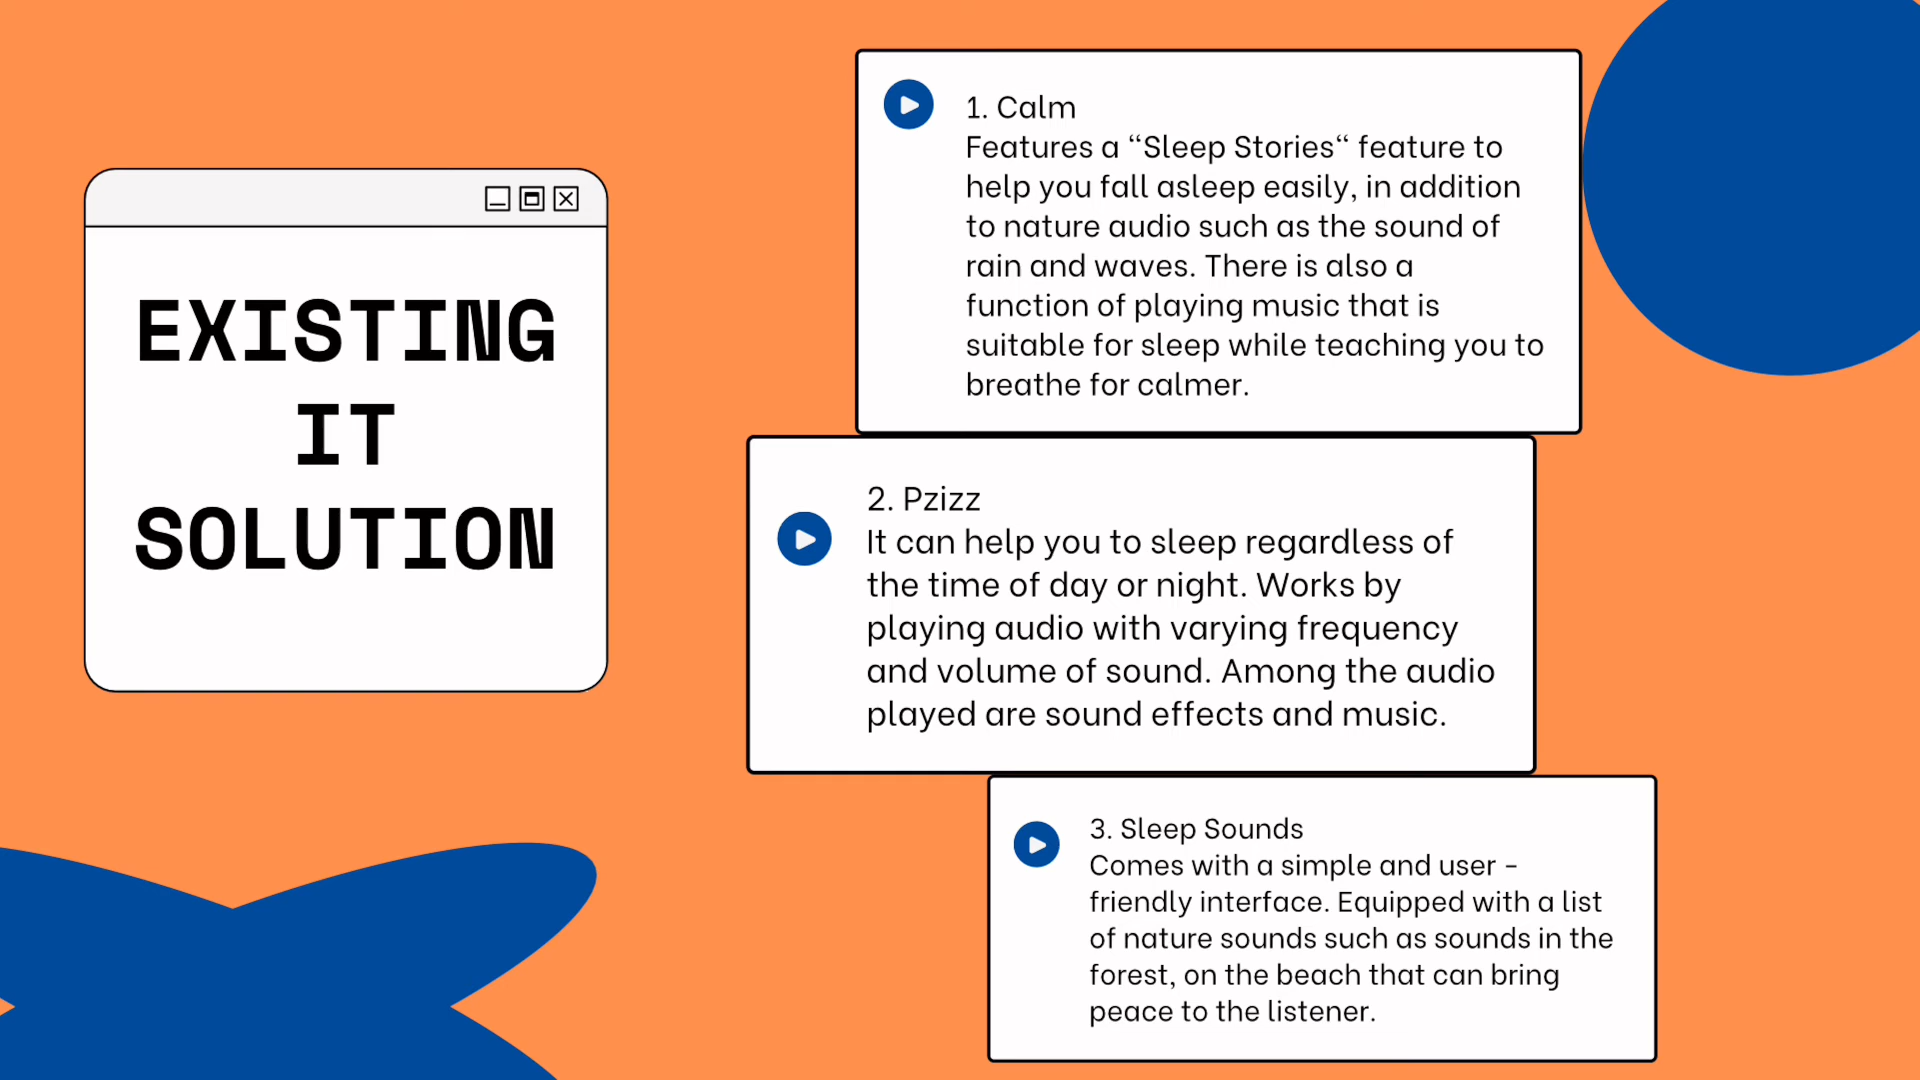 EXISTING
IT
SOLUTION
1. Calm
Features a “Sleep Stories“ feature to
help you fall asleep easily, in addition
to nature audio such as the sound of
rain and waves. There is also a
function of playing music that is
suitable for sleep while teaching you to
breathe for calmer.
2. Pzizz
It can help you to sleep regardless of
the time of day or night. Works by
playing audio with varying frequency
and volume of sound. Among the audio
played are sound effects and music.
3. Sleep Sounds
Comes with a simple and user -
friendly interface. Equipped with a list
of nature sounds such as sounds in the
forest, on the beach that can bring
peace to the listener.